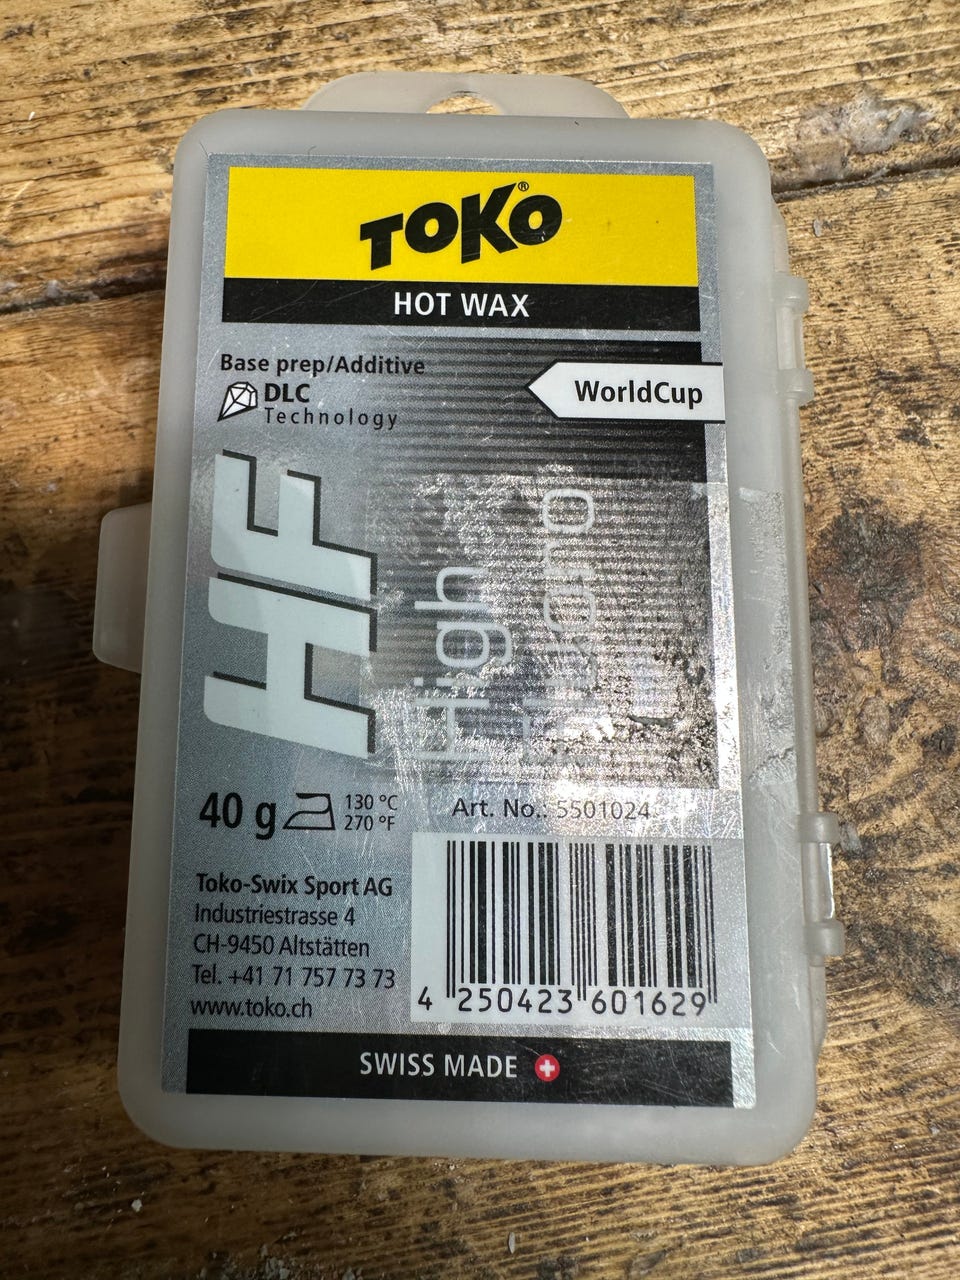 TOKO®
HOT WAX
Base prep/Additive
DLC
Technology
WorldCup
HF
High
Fluoro
40 g
130 °C
270 °F
Art. No.: 5501024
Toko-Swix Sport AG
Industriestrasse 4
CH-9450 Altstätten
Tel. +41 71 757 73 73
www.toko.ch
4 250423 601629
SWISS MADE